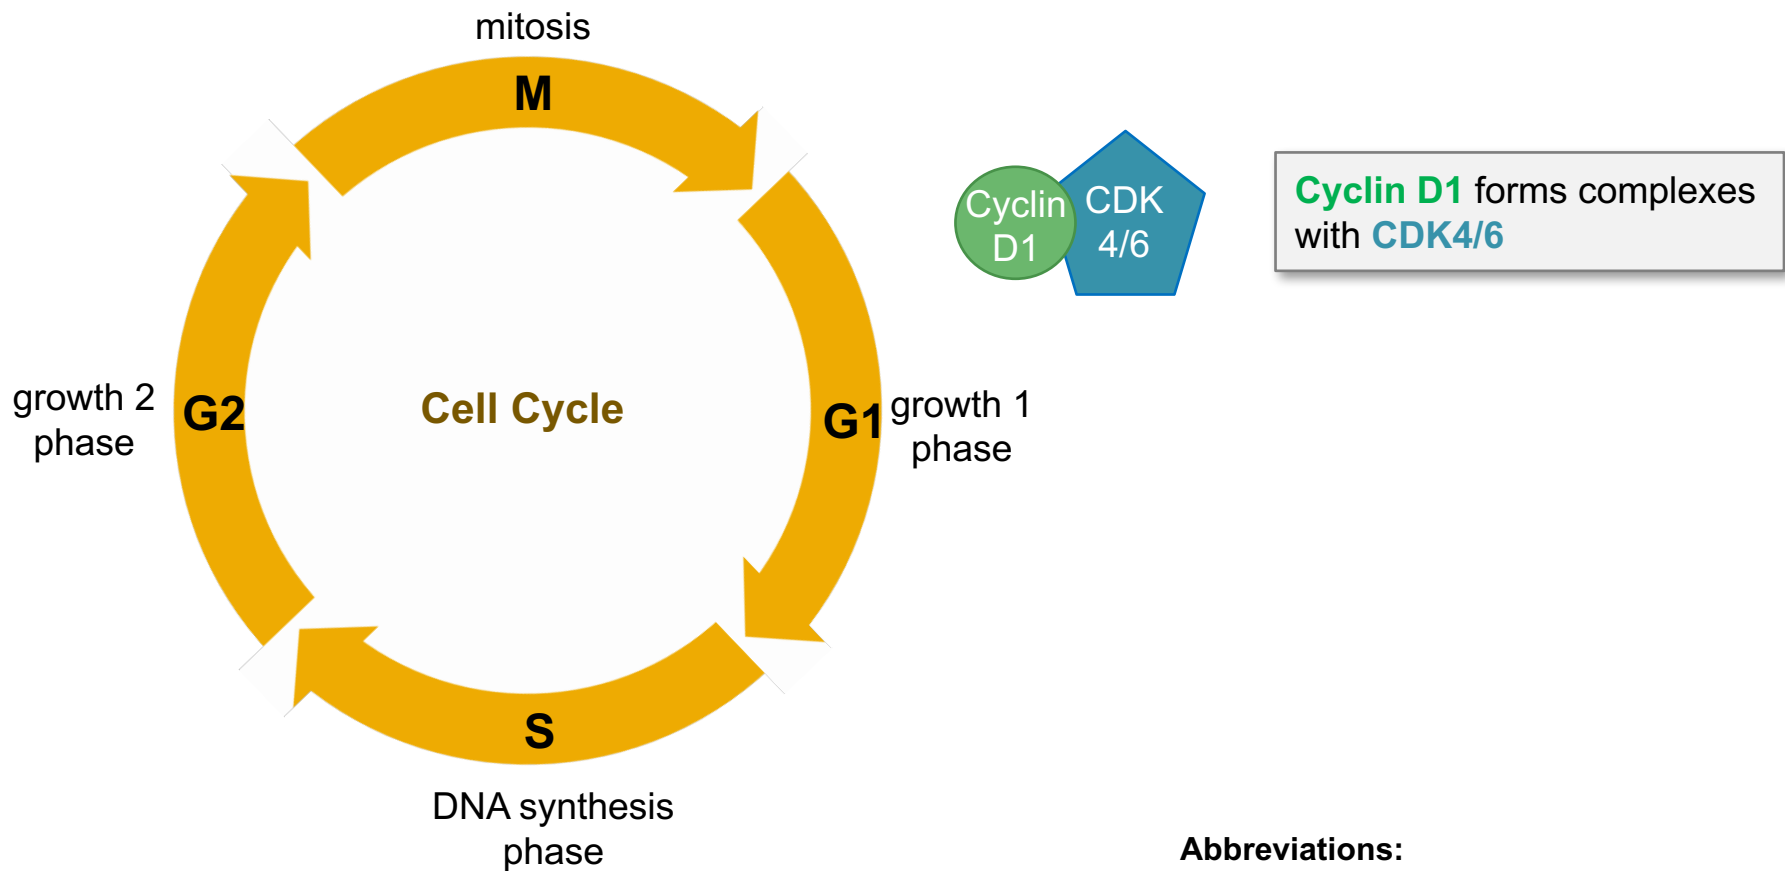 mitosis
M
Cyclin
D1
CDK
4/6
Cyclin D1 forms complexes
with CDK4/6
growth 2
phase
G2
Cell Cycle
G1
growth 1
phase
S
DNA synthesis
phase
Abbreviations: